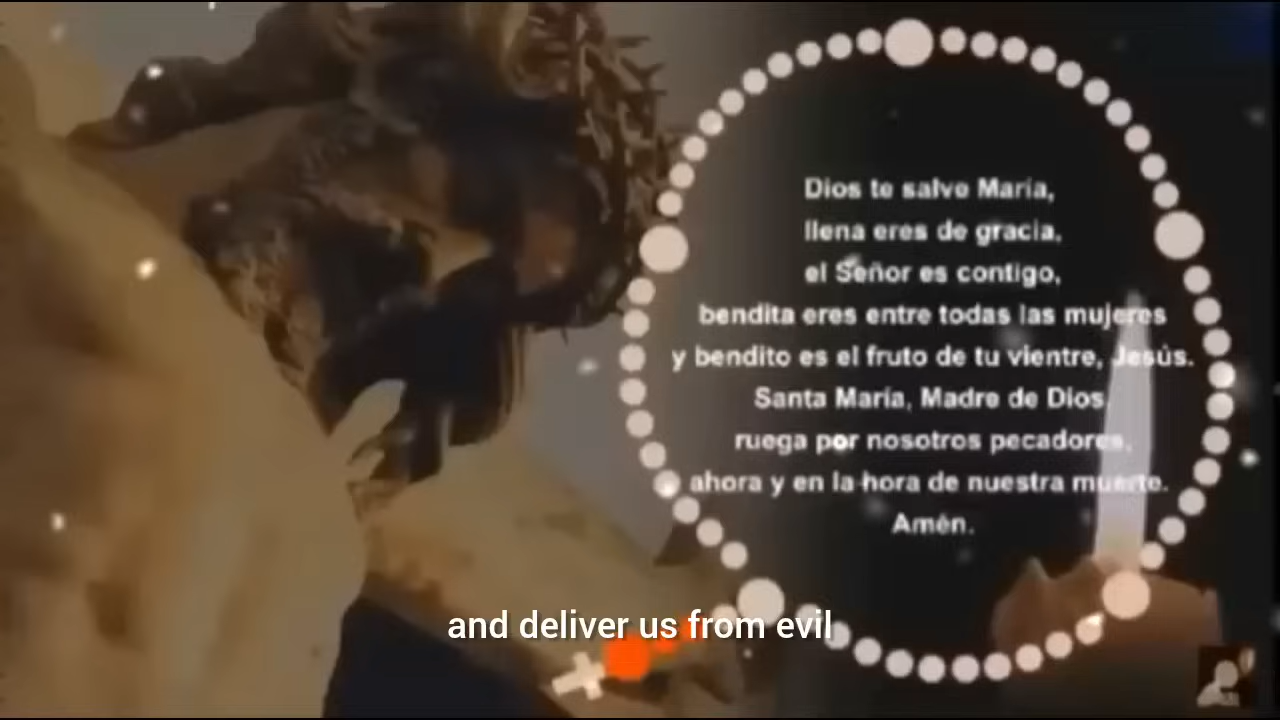 Dios te salve María,
llena eres de gracia,
el Señor es contigo,
bendita eres entre todas las mujeres
y bendito es el fruto de tu vientre, Jesús.
Santa María, Madre de Dios,
ruega por nosotros pecadores,
ahora y en la hora de nuestra muerte.
Amén.
and deliver us from evil